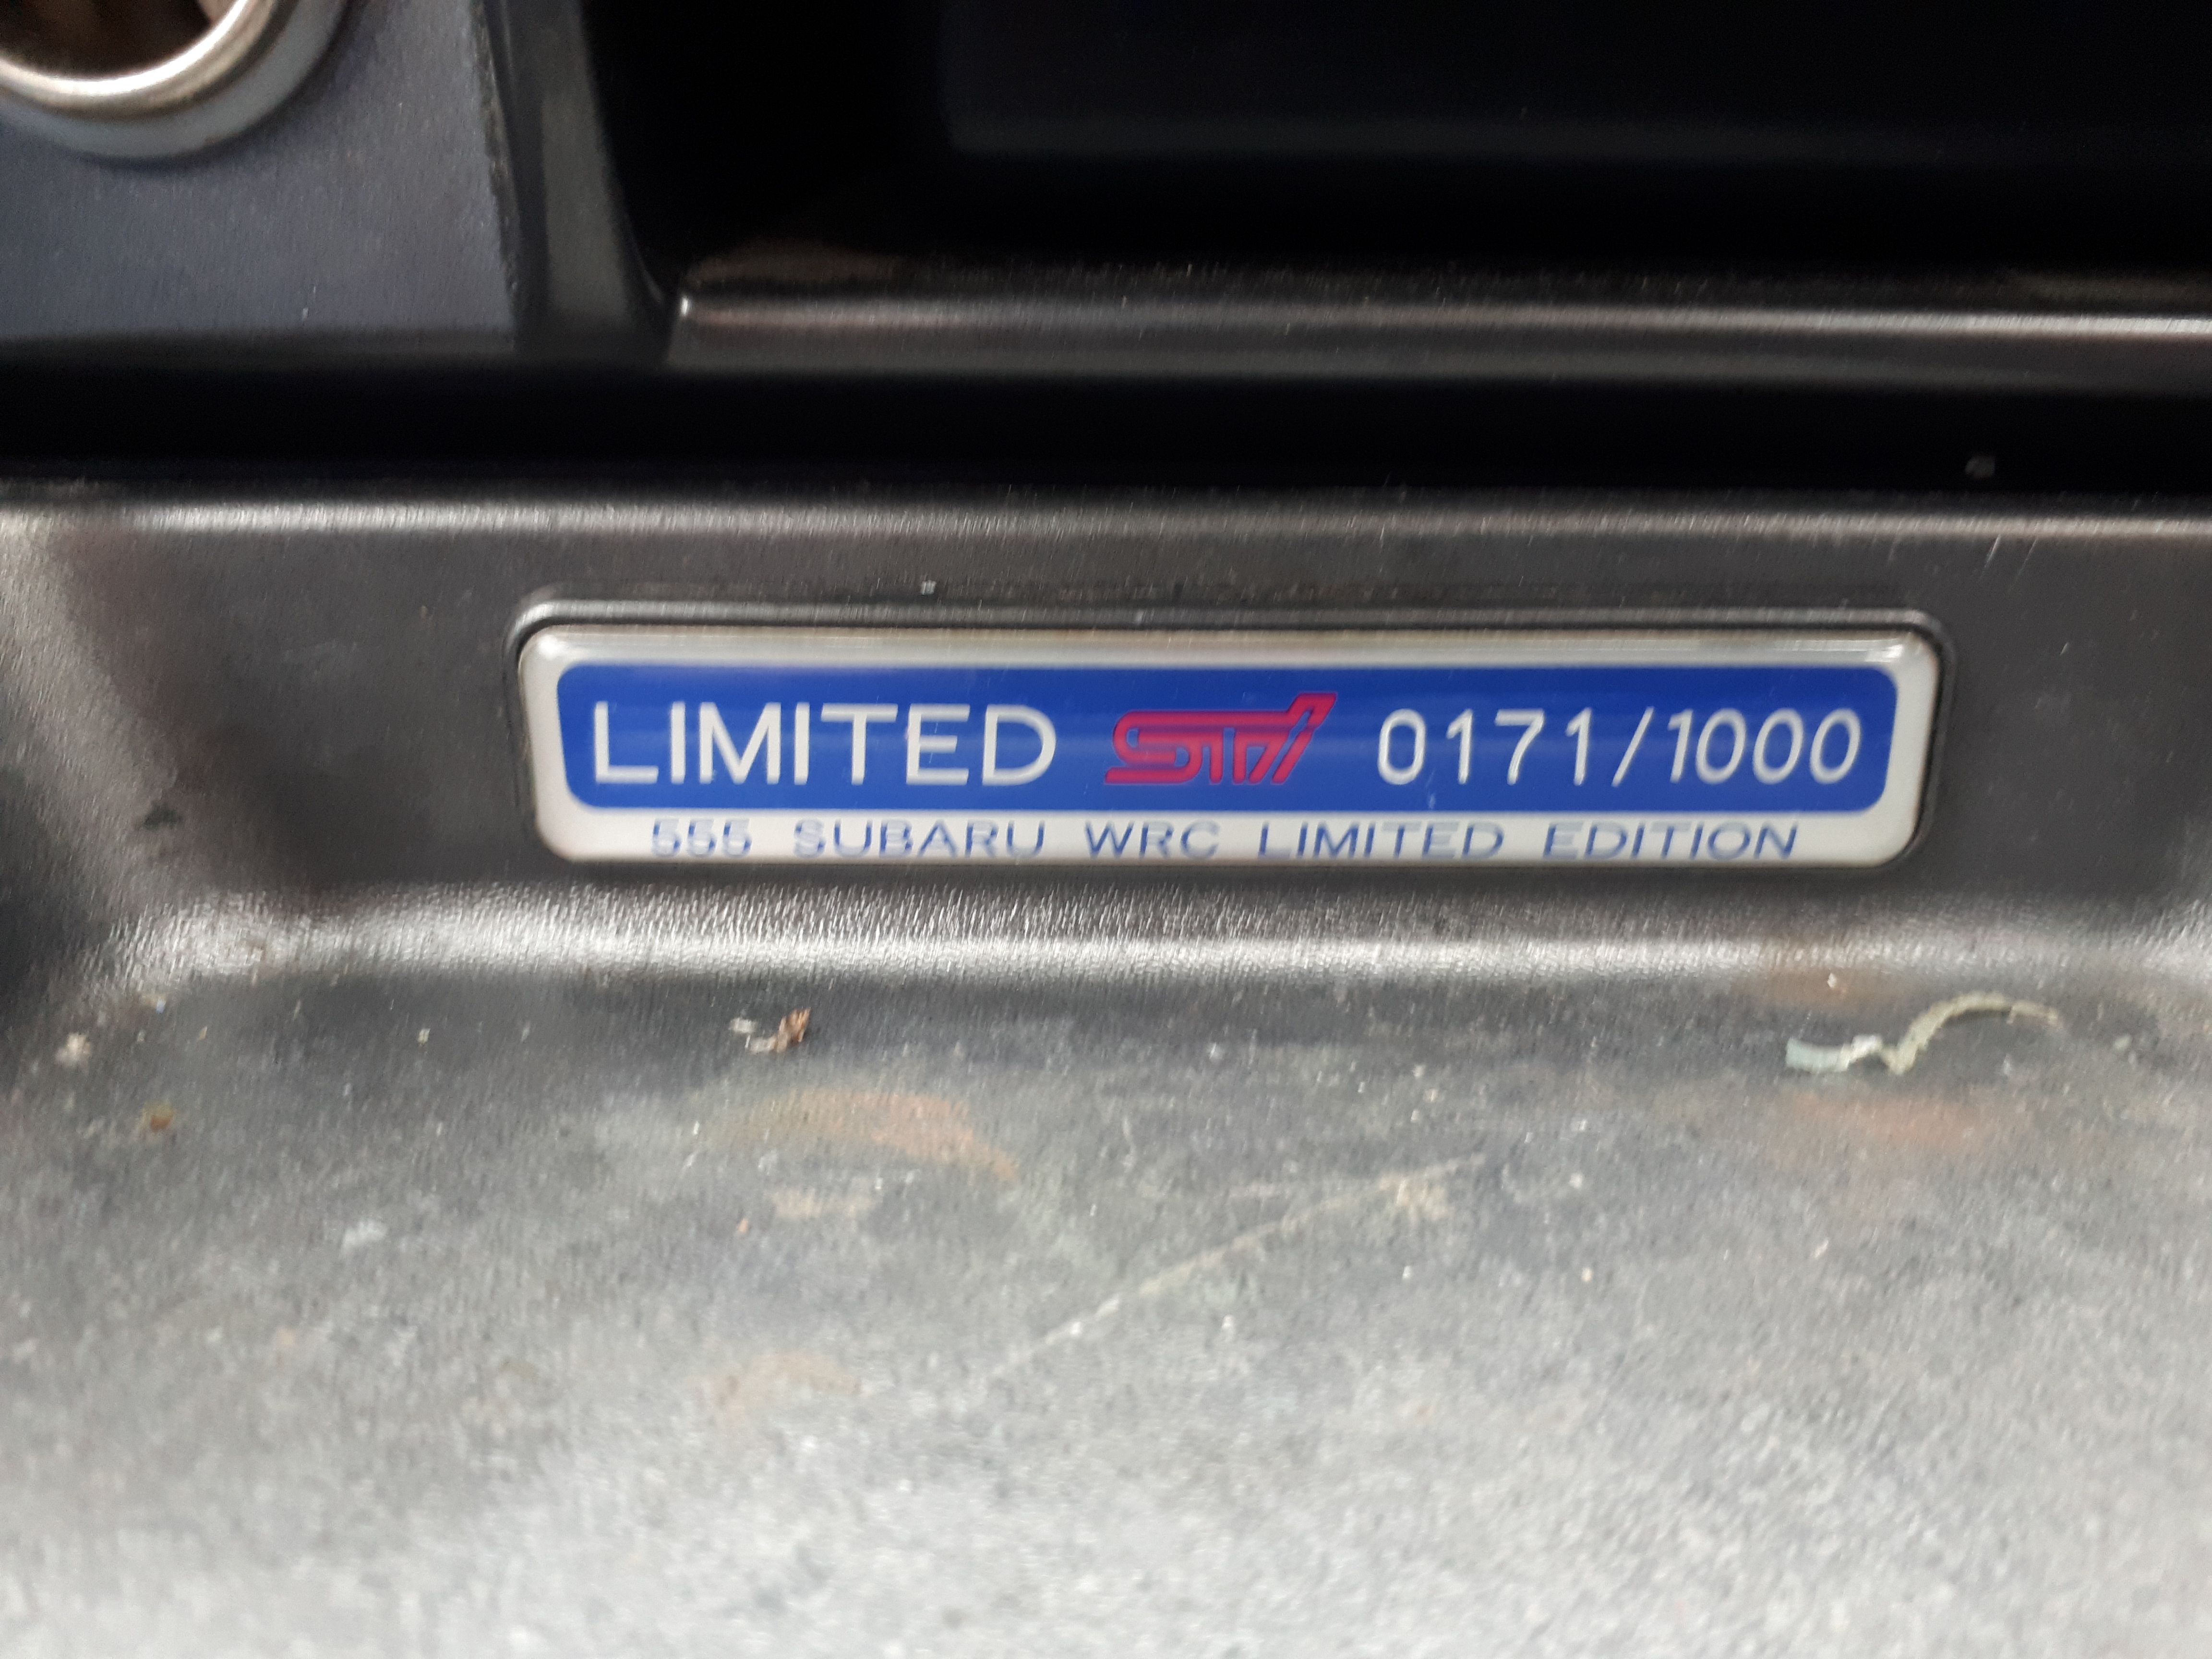 LIMITED STi 0171/1000
555 SUBARU WRC LIMITED EDITION